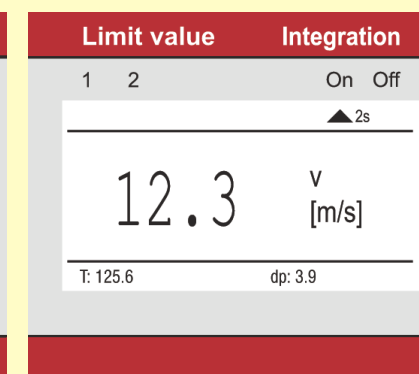 Limit value Integration
1 2 On Off
2s
12.3 v
[m/s]
T: 125.6 dp: 3.9